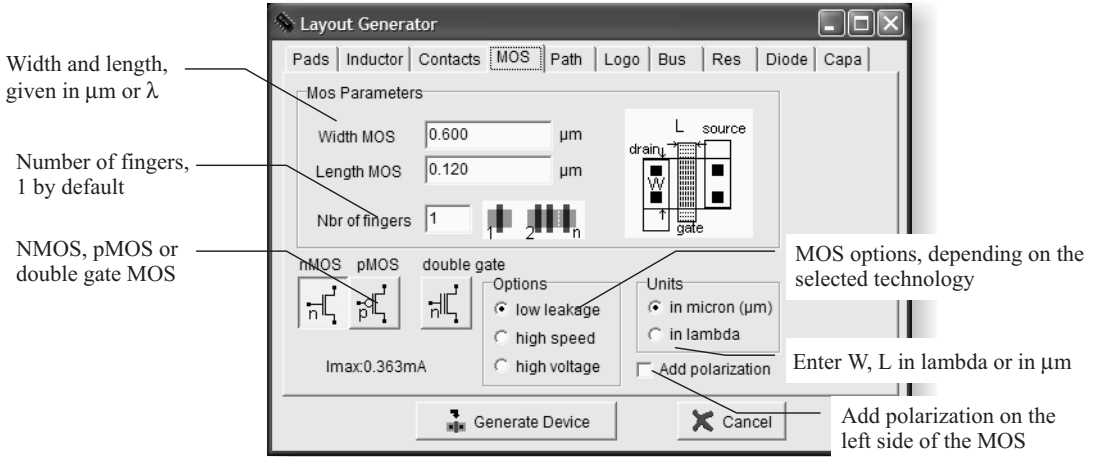 Layout Generator
Pads Inductor Contacts MOS Path Logo Bus Res Diode Capa
Width and length,
given in μm or λ
Mos Parameters
Width MOS 0.600 μm
Length MOS 0.120 μm
Nbr of fingers 1
1 2 n
L source
drain
W
gate
Number of fingers,
1 by default
NMOS, pMOS or
double gate MOS
nMOS pMOS double gate
n p n
Options
low leakage
high speed
high voltage
Units
in micron (μm)
in lambda
Add polarization
Imax:0.363mA
Generate Device Cancel
MOS options, depending on the
selected technology
Enter W, L in lambda or in μm
Add polarization on the
left side of the MOS